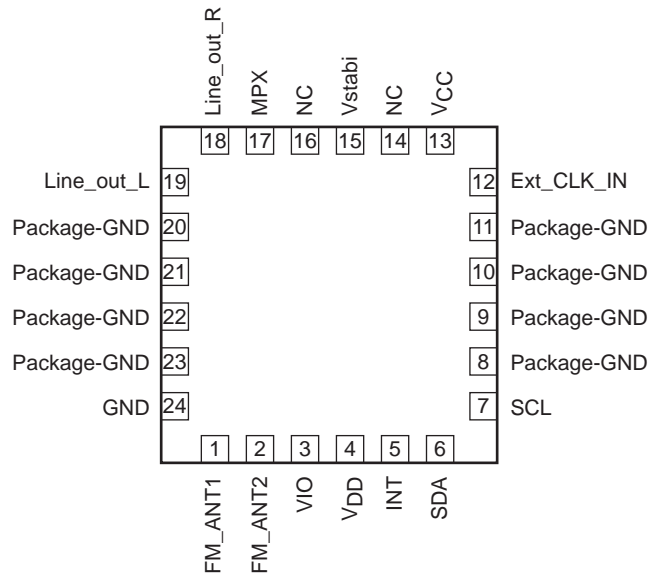 Line_out_R
MPX
NC
Vstabi
NC
VCC
18 17 16 15 14 13
Line_out_L 19 12 Ext_CLK_IN
Package-GND 20 11 Package-GND
Package-GND 21 10 Package-GND
Package-GND 22 9 Package-GND
Package-GND 23 8 Package-GND
GND 24 7 SCL
1 2 3 4 5 6
FM_ANT1
FM_ANT2
VIO
VDD
INT
SDA